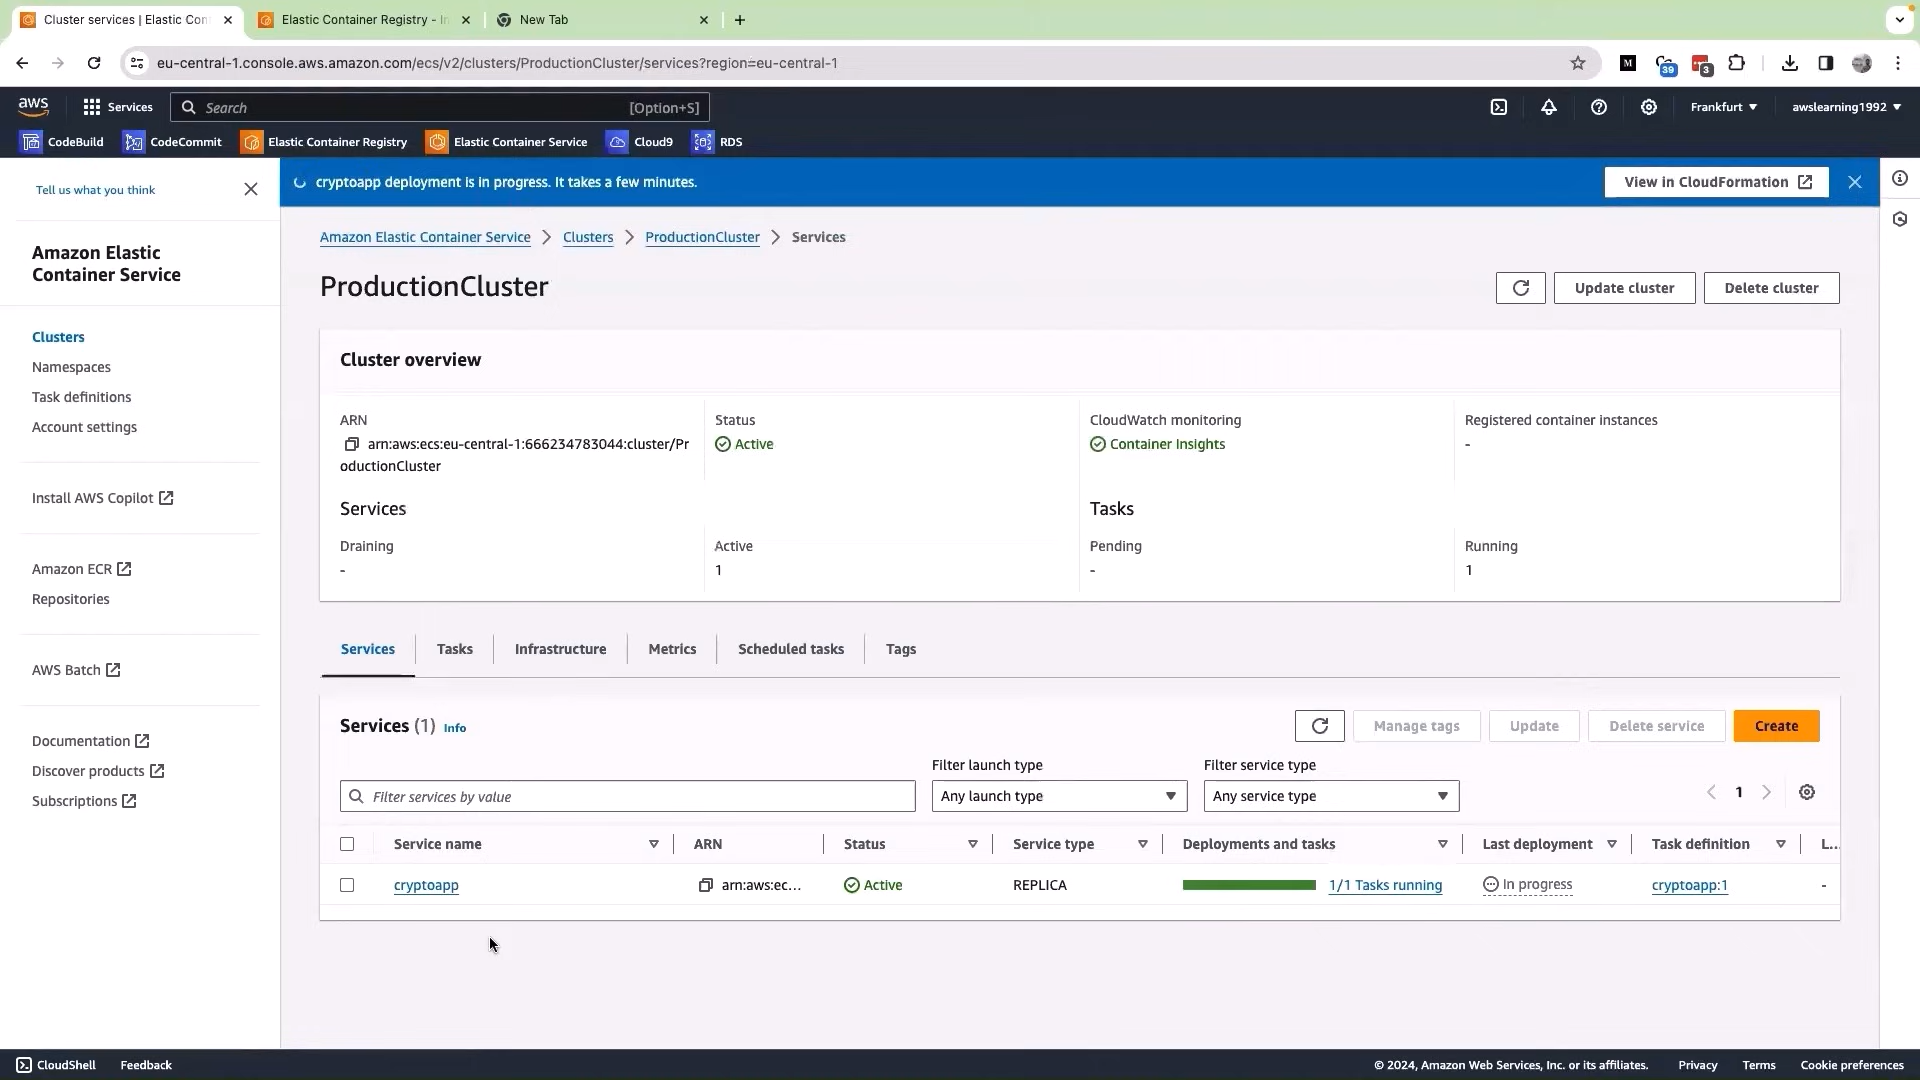 Cluster services | Elastic Con
Elastic Container Registry - In
New Tab
eu-central-1.console.aws.amazon.com/ecs/v2/clusters/ProductionCluster/services?region=eu-central-1
M
39
3
aws
Services
Search
[Option+S]
Frankfurt
awslearning1992
CodeBuild
CodeCommit
Elastic Container Registry
Elastic Container Service
Cloud9
RDS
Tell us what you think
cryptoapp deployment is in progress. It takes a few minutes.
View in CloudFormation
Amazon Elastic
Container Service
Clusters
Namespaces
Task definitions
Account settings
Install AWS Copilot
Amazon ECR
Repositories
AWS Batch
Documentation
Discover products
Subscriptions
Amazon Elastic Container Service
Clusters
ProductionCluster
Services
ProductionCluster
Update cluster
Delete cluster
Cluster overview
ARN
arn:aws:ecs:eu-central-1:666234783044:cluster/Pr
oductionCluster
Status
Active
CloudWatch monitoring
Container Insights
Registered container instances
-
Services
Tasks
Draining
-
Active
1
Pending
-
Running
1
Services
Tasks
Infrastructure
Metrics
Scheduled tasks
Tags
Services (1) Info
Manage tags
Update
Delete service
Create
Filter launch type
Filter service type
Filter services by value
Any launch type
Any service type
1
Service name
ARN
Status
Service type
Deployments and tasks
Last deployment
Task definition
L...
cryptoapp
arn:aws:ec...
Active
REPLICA
1/1 Tasks running
In progress
cryptoapp:1
-
CloudShell
Feedback
© 2024, Amazon Web Services, Inc. or its affiliates.
Privacy
Terms
Cookie preferences